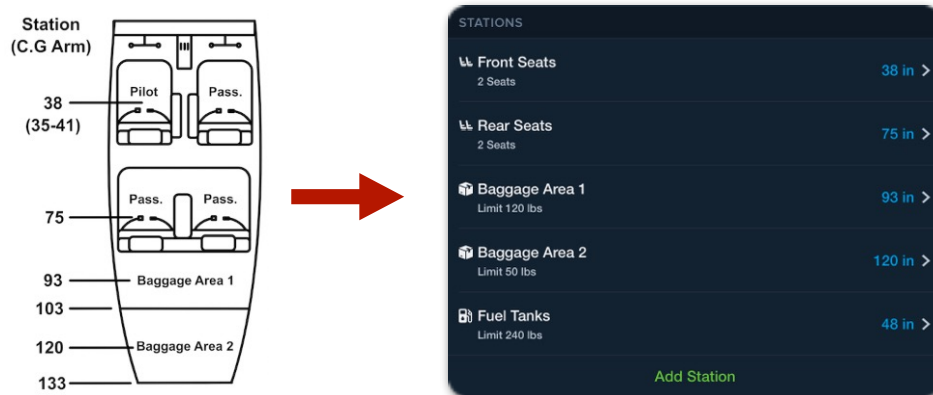 Station
(C.G Arm)
Pilot
Pass.
38
(35-41)
Pass.
Pass.
75
93
Baggage Area 1
103
120
Baggage Area 2
133
STATIONS
Front Seats
38 in
2 Seats
Rear Seats
75 in
2 Seats
Baggage Area 1
93 in
Limit 120 lbs
Baggage Area 2
120 in
Limit 50 lbs
Fuel Tanks
48 in
Limit 240 lbs
Add Station